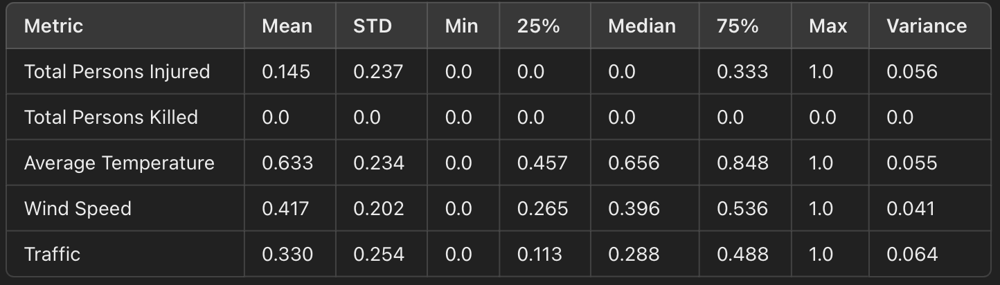 Metric Mean STD Min 25% Median 75% Max Variance
Total Persons Injured 0.145 0.237 0.0 0.0 0.0 0.333 1.0 0.056
Total Persons Killed 0.0 0.0 0.0 0.0 0.0 0.0 0.0 0.0
Average Temperature 0.633 0.234 0.0 0.457 0.656 0.848 1.0 0.055
Wind Speed 0.417 0.202 0.0 0.265 0.396 0.536 1.0 0.041
Traffic 0.330 0.254 0.0 0.113 0.288 0.488 1.0 0.064